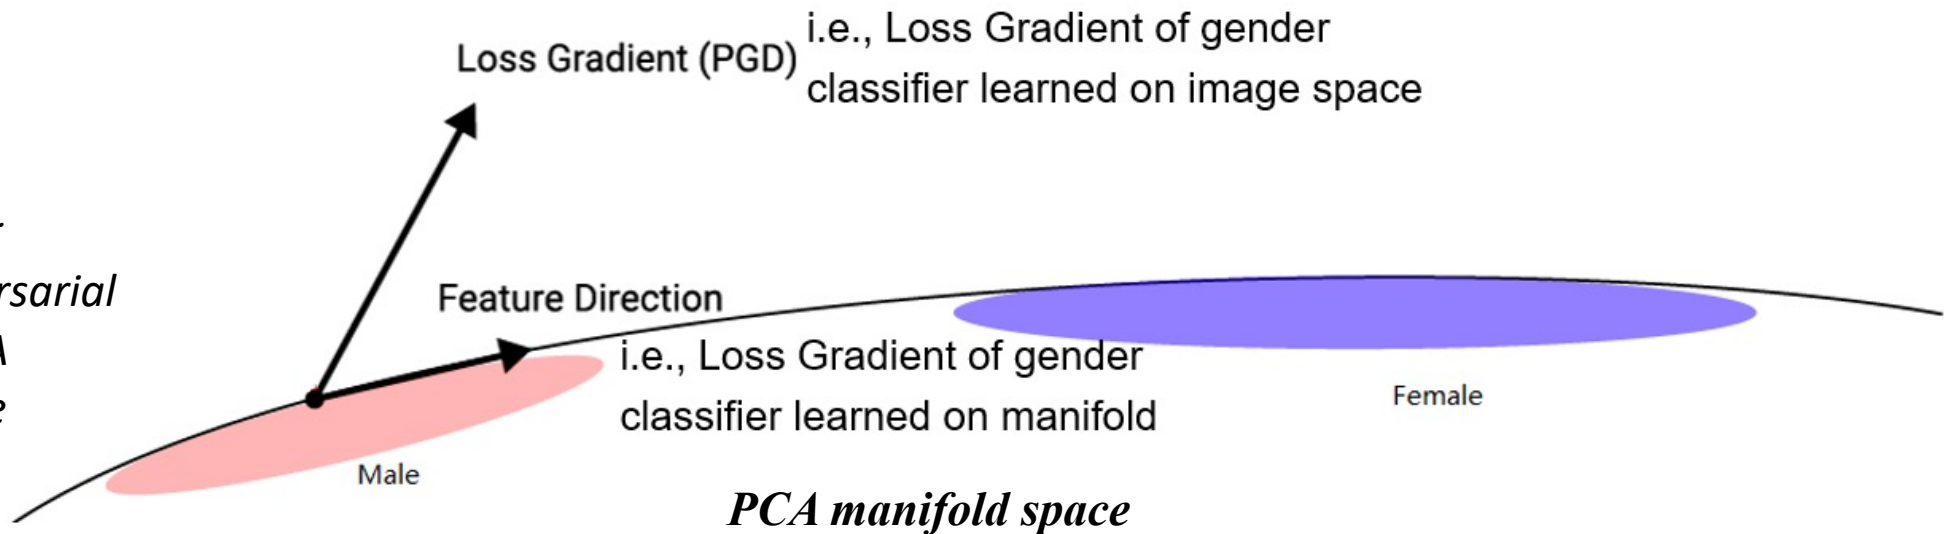 i.e., Loss Gradient of gender
Loss Gradient (PGD)
classifier learned on image space
Feature Direction
i.e., Loss Gradient of gender
classifier learned on manifold
Female
Male
PCA manifold space